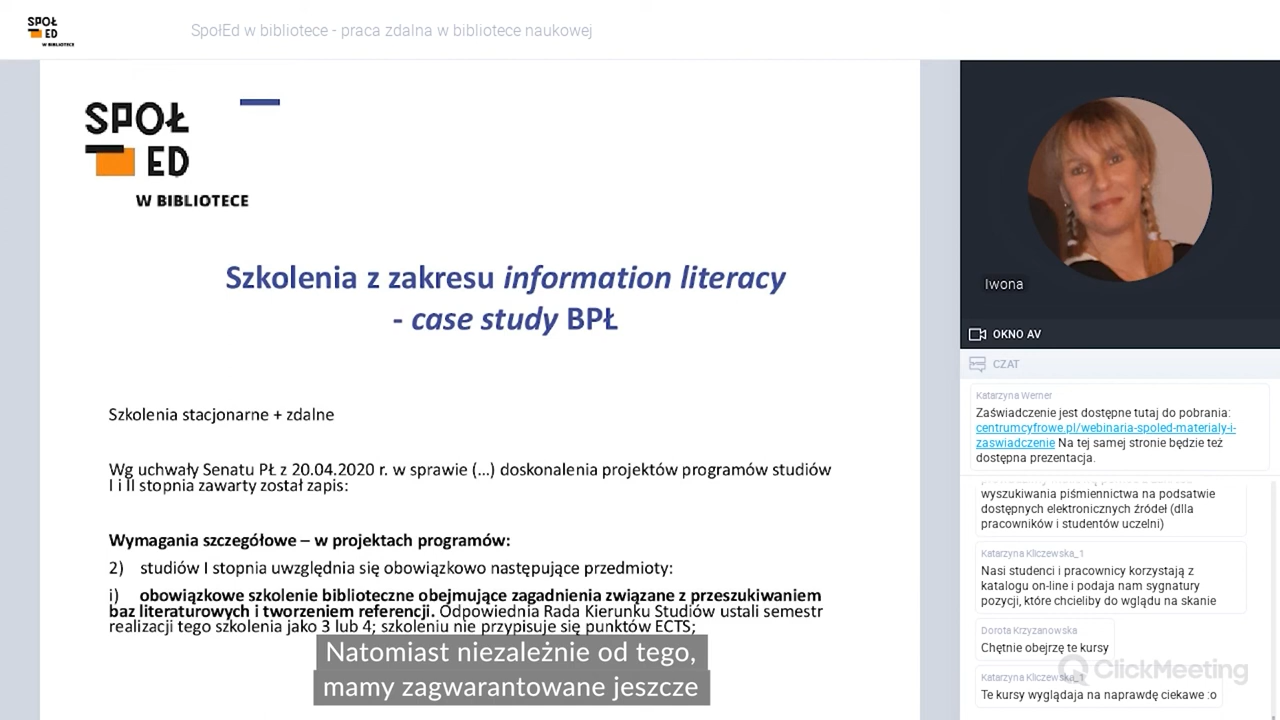 SPOŁ
ED
W BIBLIOTECE
SpołEd w bibliotece - praca zdalna w bibliotece naukowej
SPOŁ
ED
W BIBLIOTECE
Szkolenia z zakresu information literacy
- case study BPŁ
Szkolenia stacjonarne + zdalne
Wg uchwały Senatu PŁ z 20.04.2020 r. w sprawie (...) doskonalenia projektów programów studiów
I i II stopnia zawarty został zapis:
Wymagania szczegółowe – w projektach programów:
2) studiów I stopnia uwzględnia się obowiązkowo następujące przedmioty:
i) obowiązkowe szkolenie biblioteczne obejmujące zagadnienia związane z przeszukiwaniem
baz literaturowych i tworzeniem referencji. Odpowiednia Rada Kierunku Studiów ustali semestr
realizacji tego szkolenia jako 3 lub 4; szkoleniu nie przypisuje się punktów ECTS;
Natomiast niezależnie od tego,
mamy zagwarantowane jeszcze
Iwona
OKNO AV
CZAT
Katarzyna Werner
Zaświadczenie jest dostępne tutaj do pobrania:
centrumcyfrowe.pl/webinaria-spoled-materialy-i-
zaswiadczenie Na tej samej stronie będzie też
dostępna prezentacja.
wyszukiwania piśmiennictwa na podsatwie
dostępnych elektronicznych źródeł (dlla
pracowników i studentów uczelni)
Katarzyna Kliczewska_1
Nasi studenci i pracownicy korzystają z
katalogu on-line i podaja nam sygnatury
pozycji, które chcieliby do wglądu na skanie
Dorota Krzyzanowska
Chętnie obejrzę te kursy
Katarzyna Kliczewska_1
Te kursy wyglądaja na naprawdę ciekawe :o
ClickMeeting